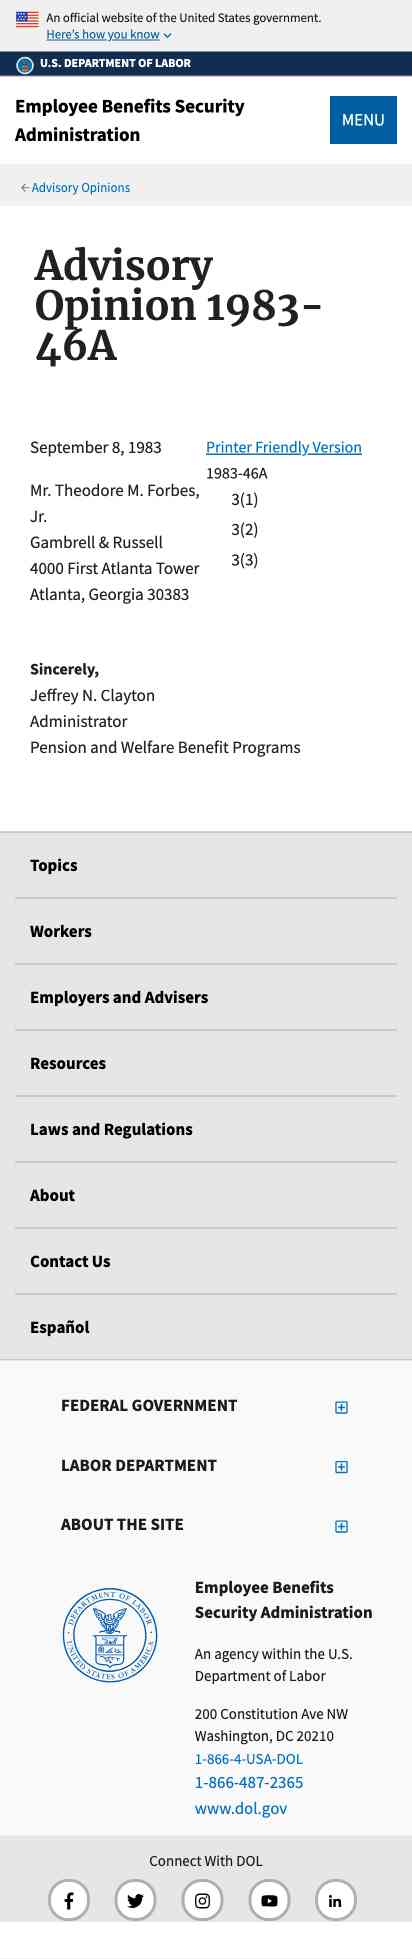 An official website of the United States government.
Here's how you know
U.S. DEPARTMENT OF LABOR
Employee Benefits Security
Administration
MENU
Advisory Opinions
Advisory
Opinion 1983-
46A
September 8, 1983
Printer Friendly Version
1983-46A
3(1)
3(2)
3(3)
Mr. Theodore M. Forbes,
Jr.
Gambrell & Russell
4000 First Atlanta Tower
Atlanta, Georgia 30383
Sincerely,
Jeffrey N. Clayton
Administrator
Pension and Welfare Benefit Programs
Topics
Workers
Employers and Advisers
Resources
Laws and Regulations
About
Contact Us
Español
FEDERAL GOVERNMENT
LABOR DEPARTMENT
ABOUT THE SITE
DEPARTMENT OF LABOR
UNITED STATES OF AMERICA
Employee Benefits
Security Administration
An agency within the U.S.
Department of Labor
200 Constitution Ave NW
Washington, DC 20210
1-866-4-USA-DOL
1-866-487-2365
www.dol.gov
Connect With DOL